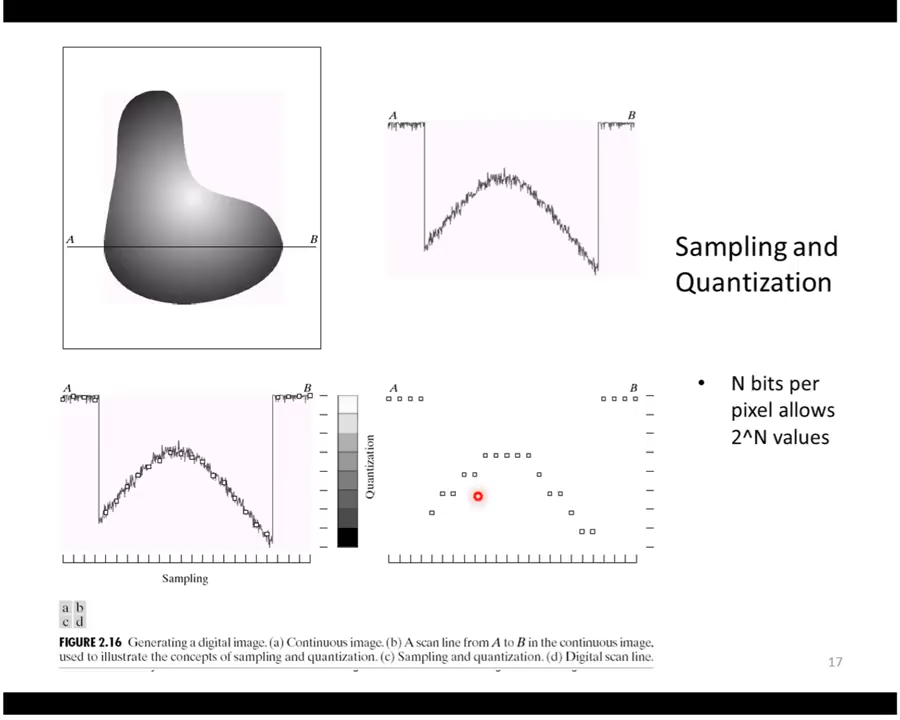 A B
A B
Sampling and
Quantization
A B
Quantization
A B
• N bits per
pixel allows
2^N values
Sampling
a b
c d
FIGURE 2.16 Generating a digital image. (a) Continuous image. (b) A scan line from A to B in the continuous image,
used to illustrate the concepts of sampling and quantization. (c) Sampling and quantization. (d) Digital scan line.
17